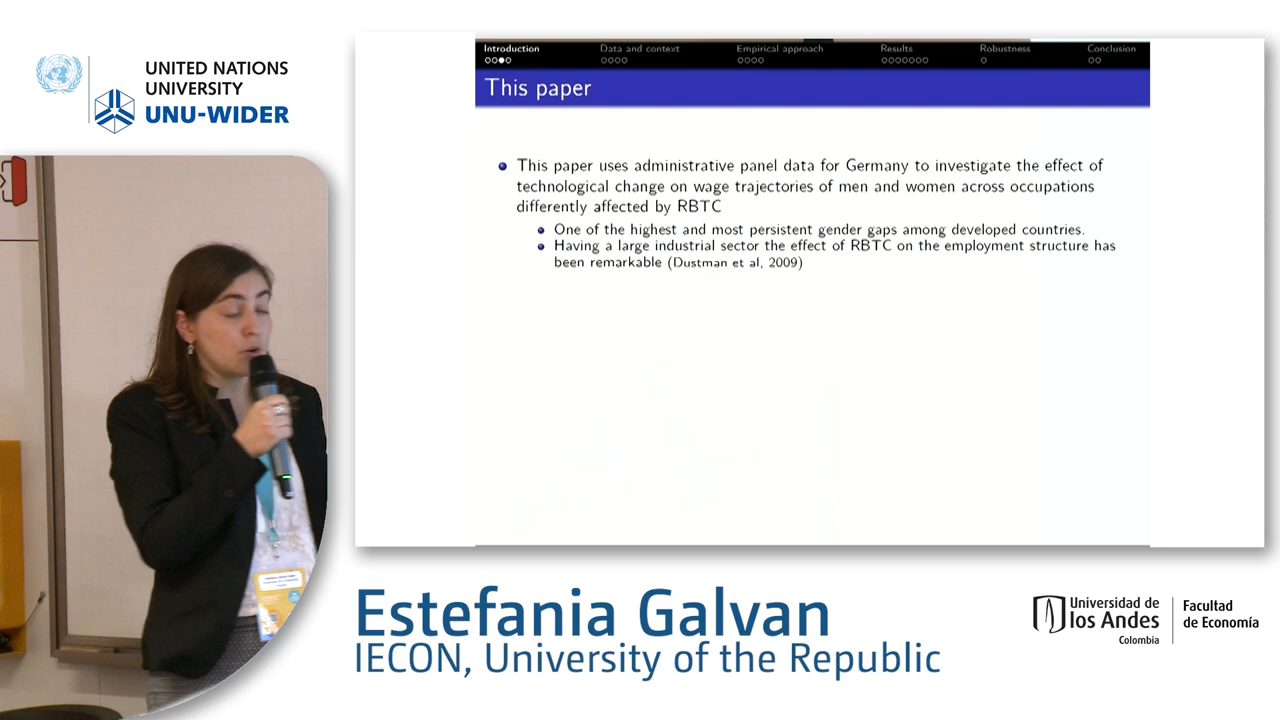 UNITED NATIONS
UNIVERSITY
UNU-WIDER
Introduction
Data and context
Empirical approach
Results
Robustness
Conclusion
This paper
This paper uses administrative panel data for Germany to investigate the effect of
technological change on wage trajectories of men and women across occupations
differently affected by RBTC
One of the highest and most persistent gender gaps among developed countries.
Having a large industrial sector the effect of RBTC on the employment structure has
been remarkable (Dustman et al, 2009)
Estefania Galvan
IECON, University of the Republic
Universidad de
los Andes
Colombia
Facultad
de Economía